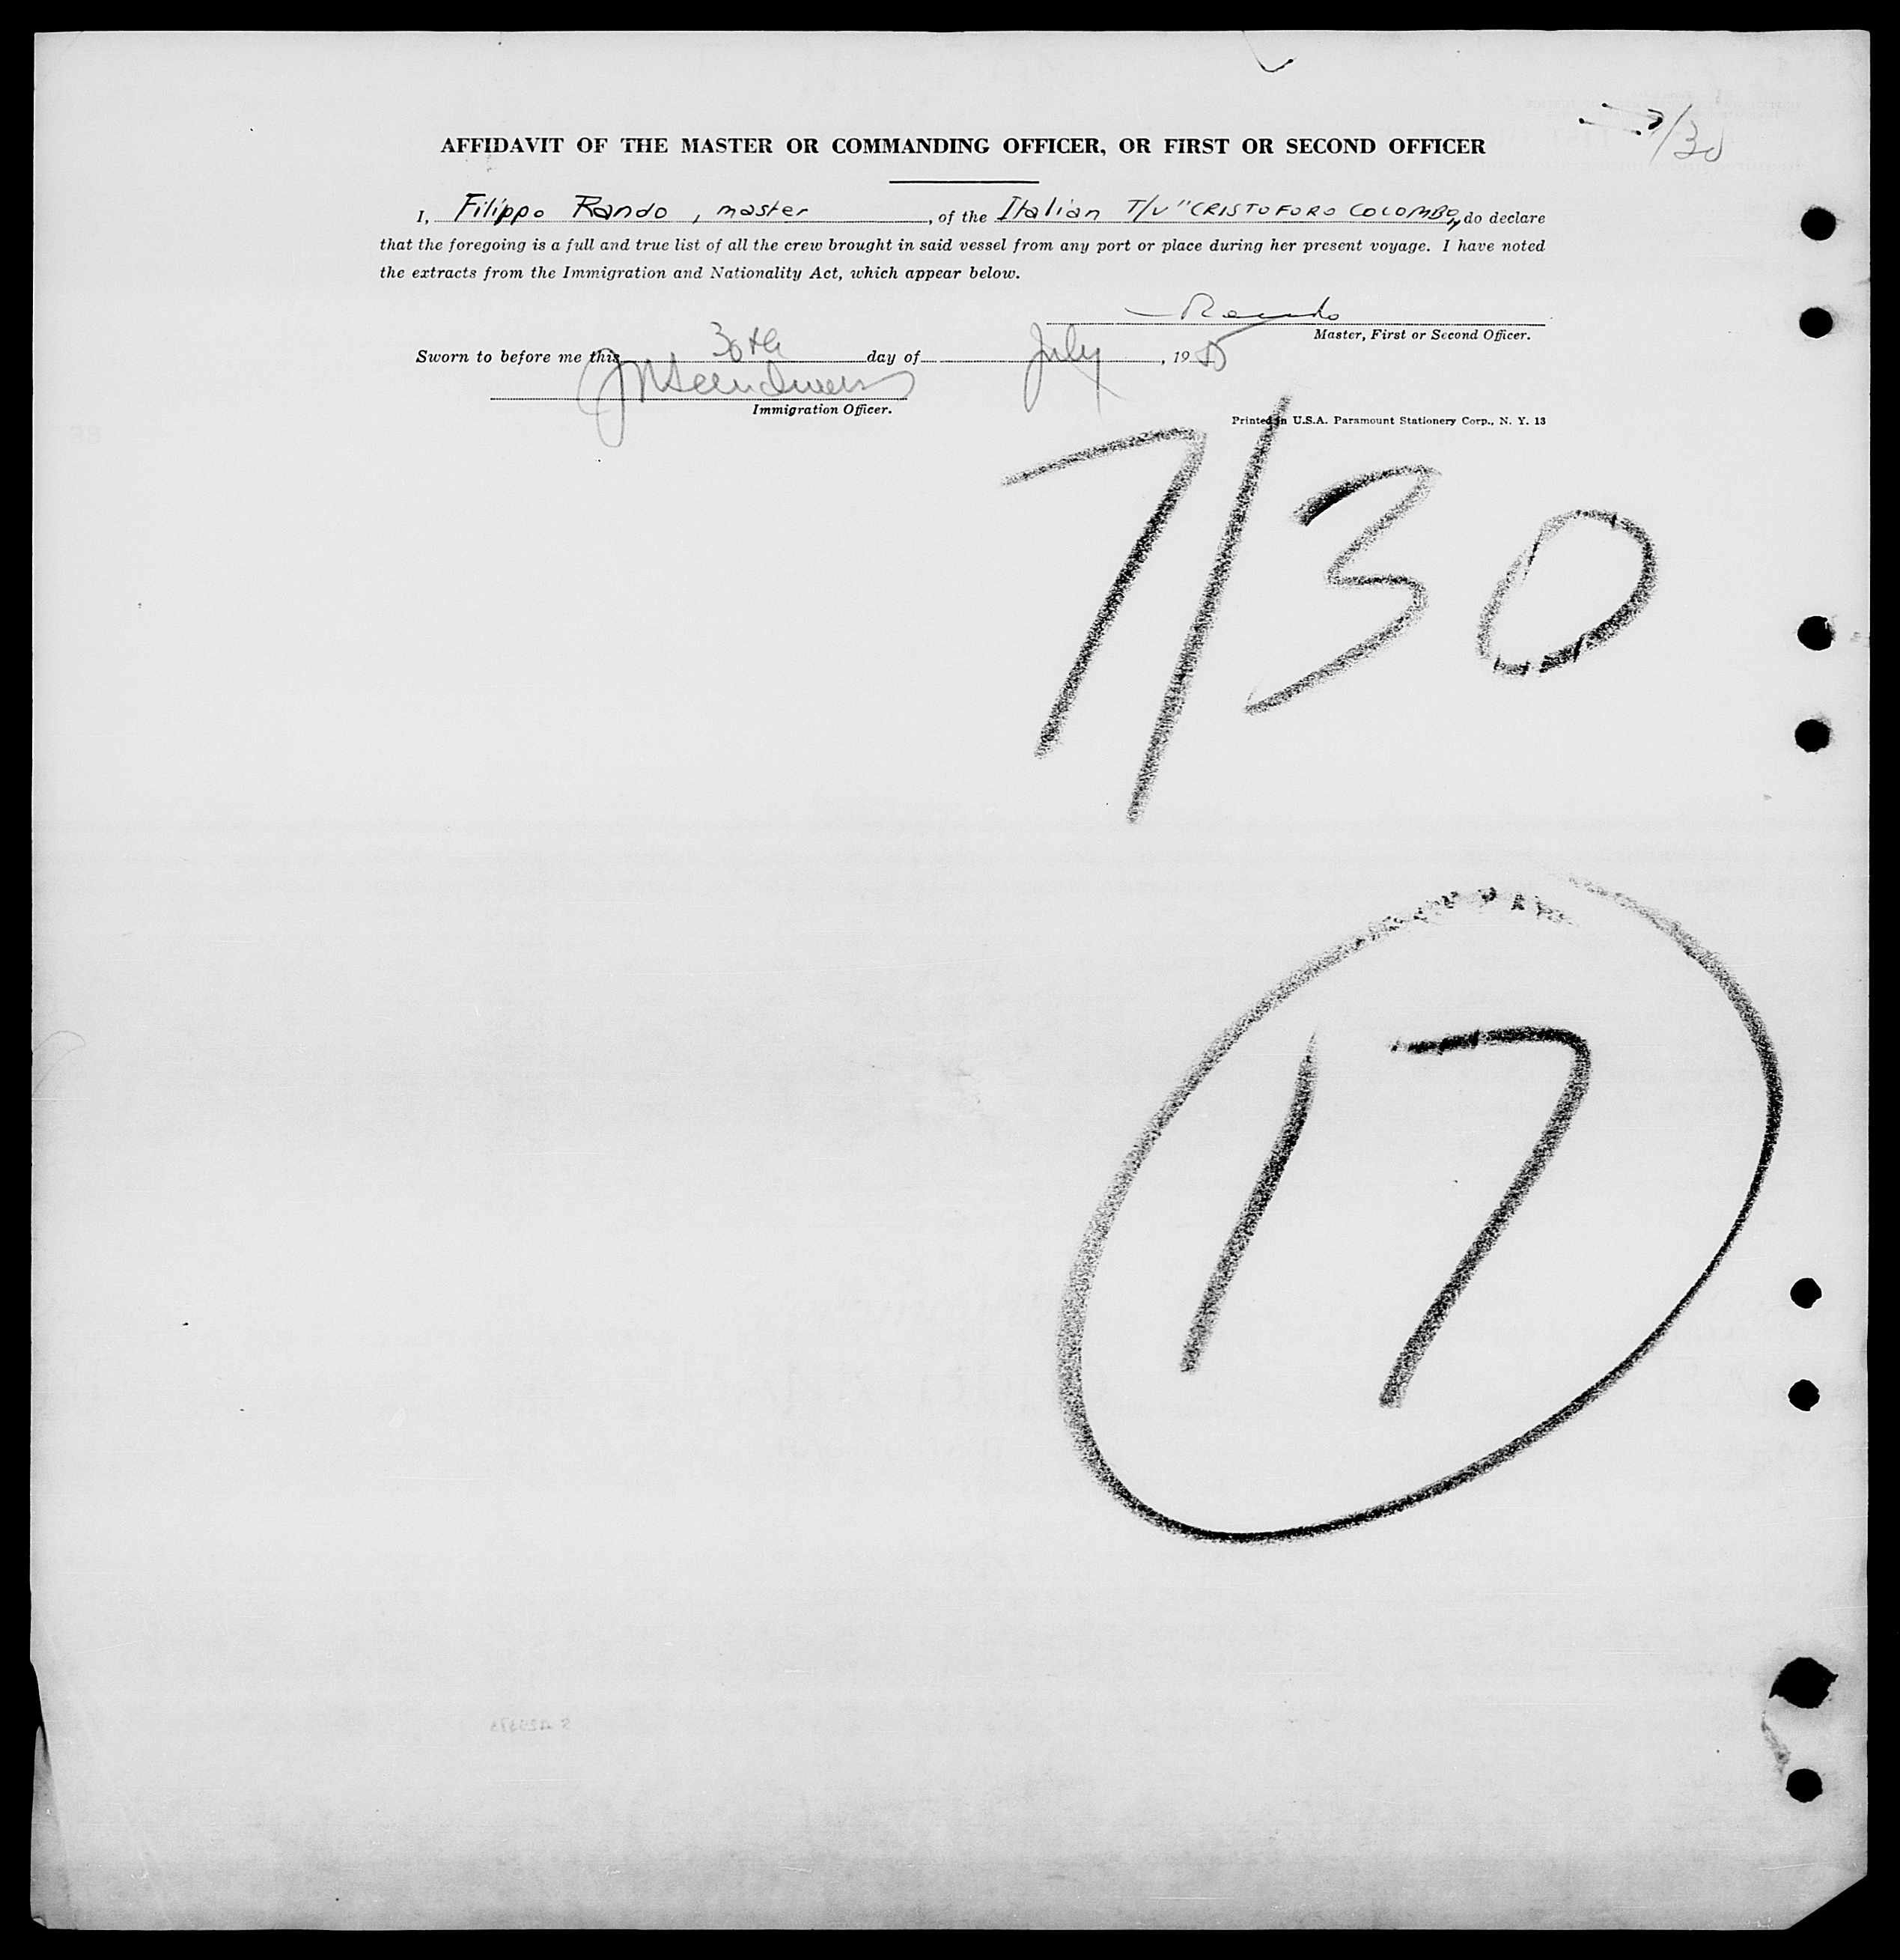 7/30
AFFIDAVIT OF THE MASTER OR COMMANDING OFFICER, OR FIRST OR SECOND OFFICER
I, Filippo Rando, master, of the Italian T/V "CRISTOFORO COLOMBO", do declare
that the foregoing is a full and true list of all the crew brought in said vessel from any port or place during her present voyage. I have noted
the extracts from the Immigration and Nationality Act, which appear below.
Rando
Master, First or Second Officer.
Sworn to before me this 30th day of July, 1955
Immigration Officer.
Printed in U.S.A. Paramount Stationery Corp., N. Y. 13
7/30
17